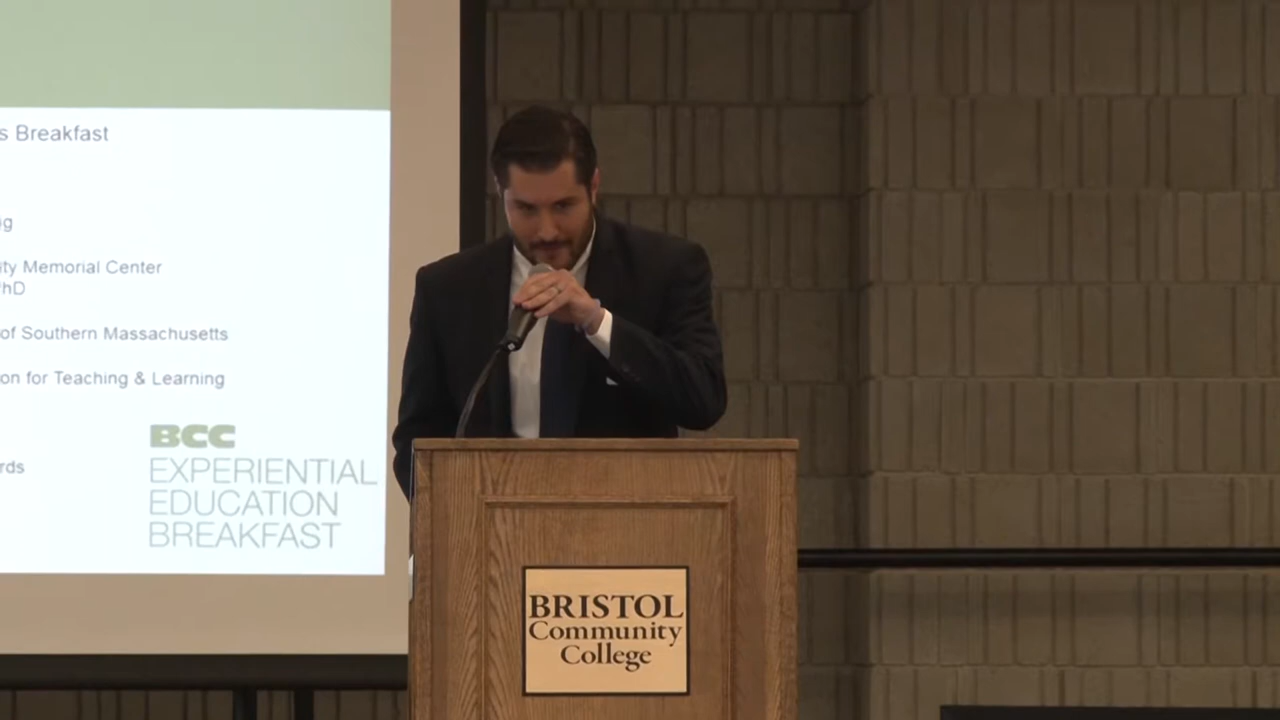 s Breakfast
ity Memorial Center
hD
of Southern Massachusetts
on for Teaching & Learning
rds
BCC
EXPERIENTIAL
EDUCATION
BREAKFAST
BRISTOL
Community
College